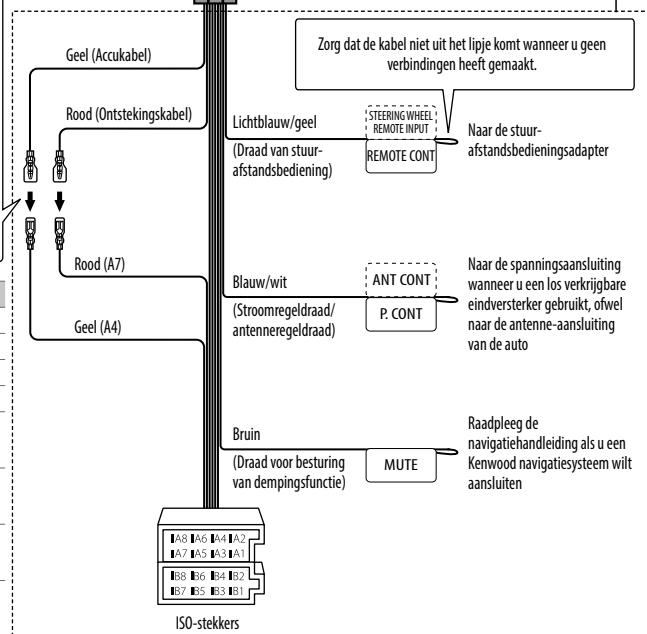 Zorg dat de kabel niet uit het lipje komt wanneer u geen
verbindingen heeft gemaakt.
Geel (Accukabel)
Rood (Ontstekingskabel)
Lichtblauw/geel
(Draad van stuur-
afstandsbediening)
STEERING WHEEL
REMOTE INPUT
REMOTE CONT
Naar de stuur-
afstandsbedieningsadapter
Rood (A7)
Geel (A4)
Blauw/wit
(Stroomregeldraad/
antenneregeldraad)
ANT CONT
P. CONT
Naar de spanningsaansluiting
wanneer u een los verkrijgbare
eindversterker gebruikt, ofwel
naar de antenne-aansluiting
van de auto
Bruin
(Draad voor besturing
van dempingsfunctie)
MUTE
Raadpleeg de
navigatiehandleiding als u een
Kenwood navigatiesysteem wilt
aansluiten
A8 A6 A4 A2
A7 A5 A3 A1
B8 B6 B4 B2
B7 B5 B3 B1
ISO-stekkers